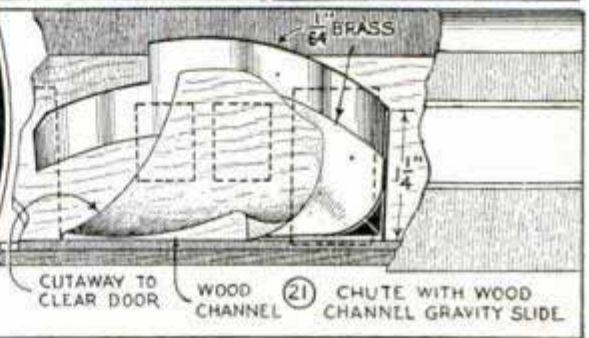 1/64" BRASS
1 1/4"
CUTAWAY TO
CLEAR DOOR
WOOD
CHANNEL
21 CHUTE WITH WOOD
CHANNEL GRAVITY SLIDE